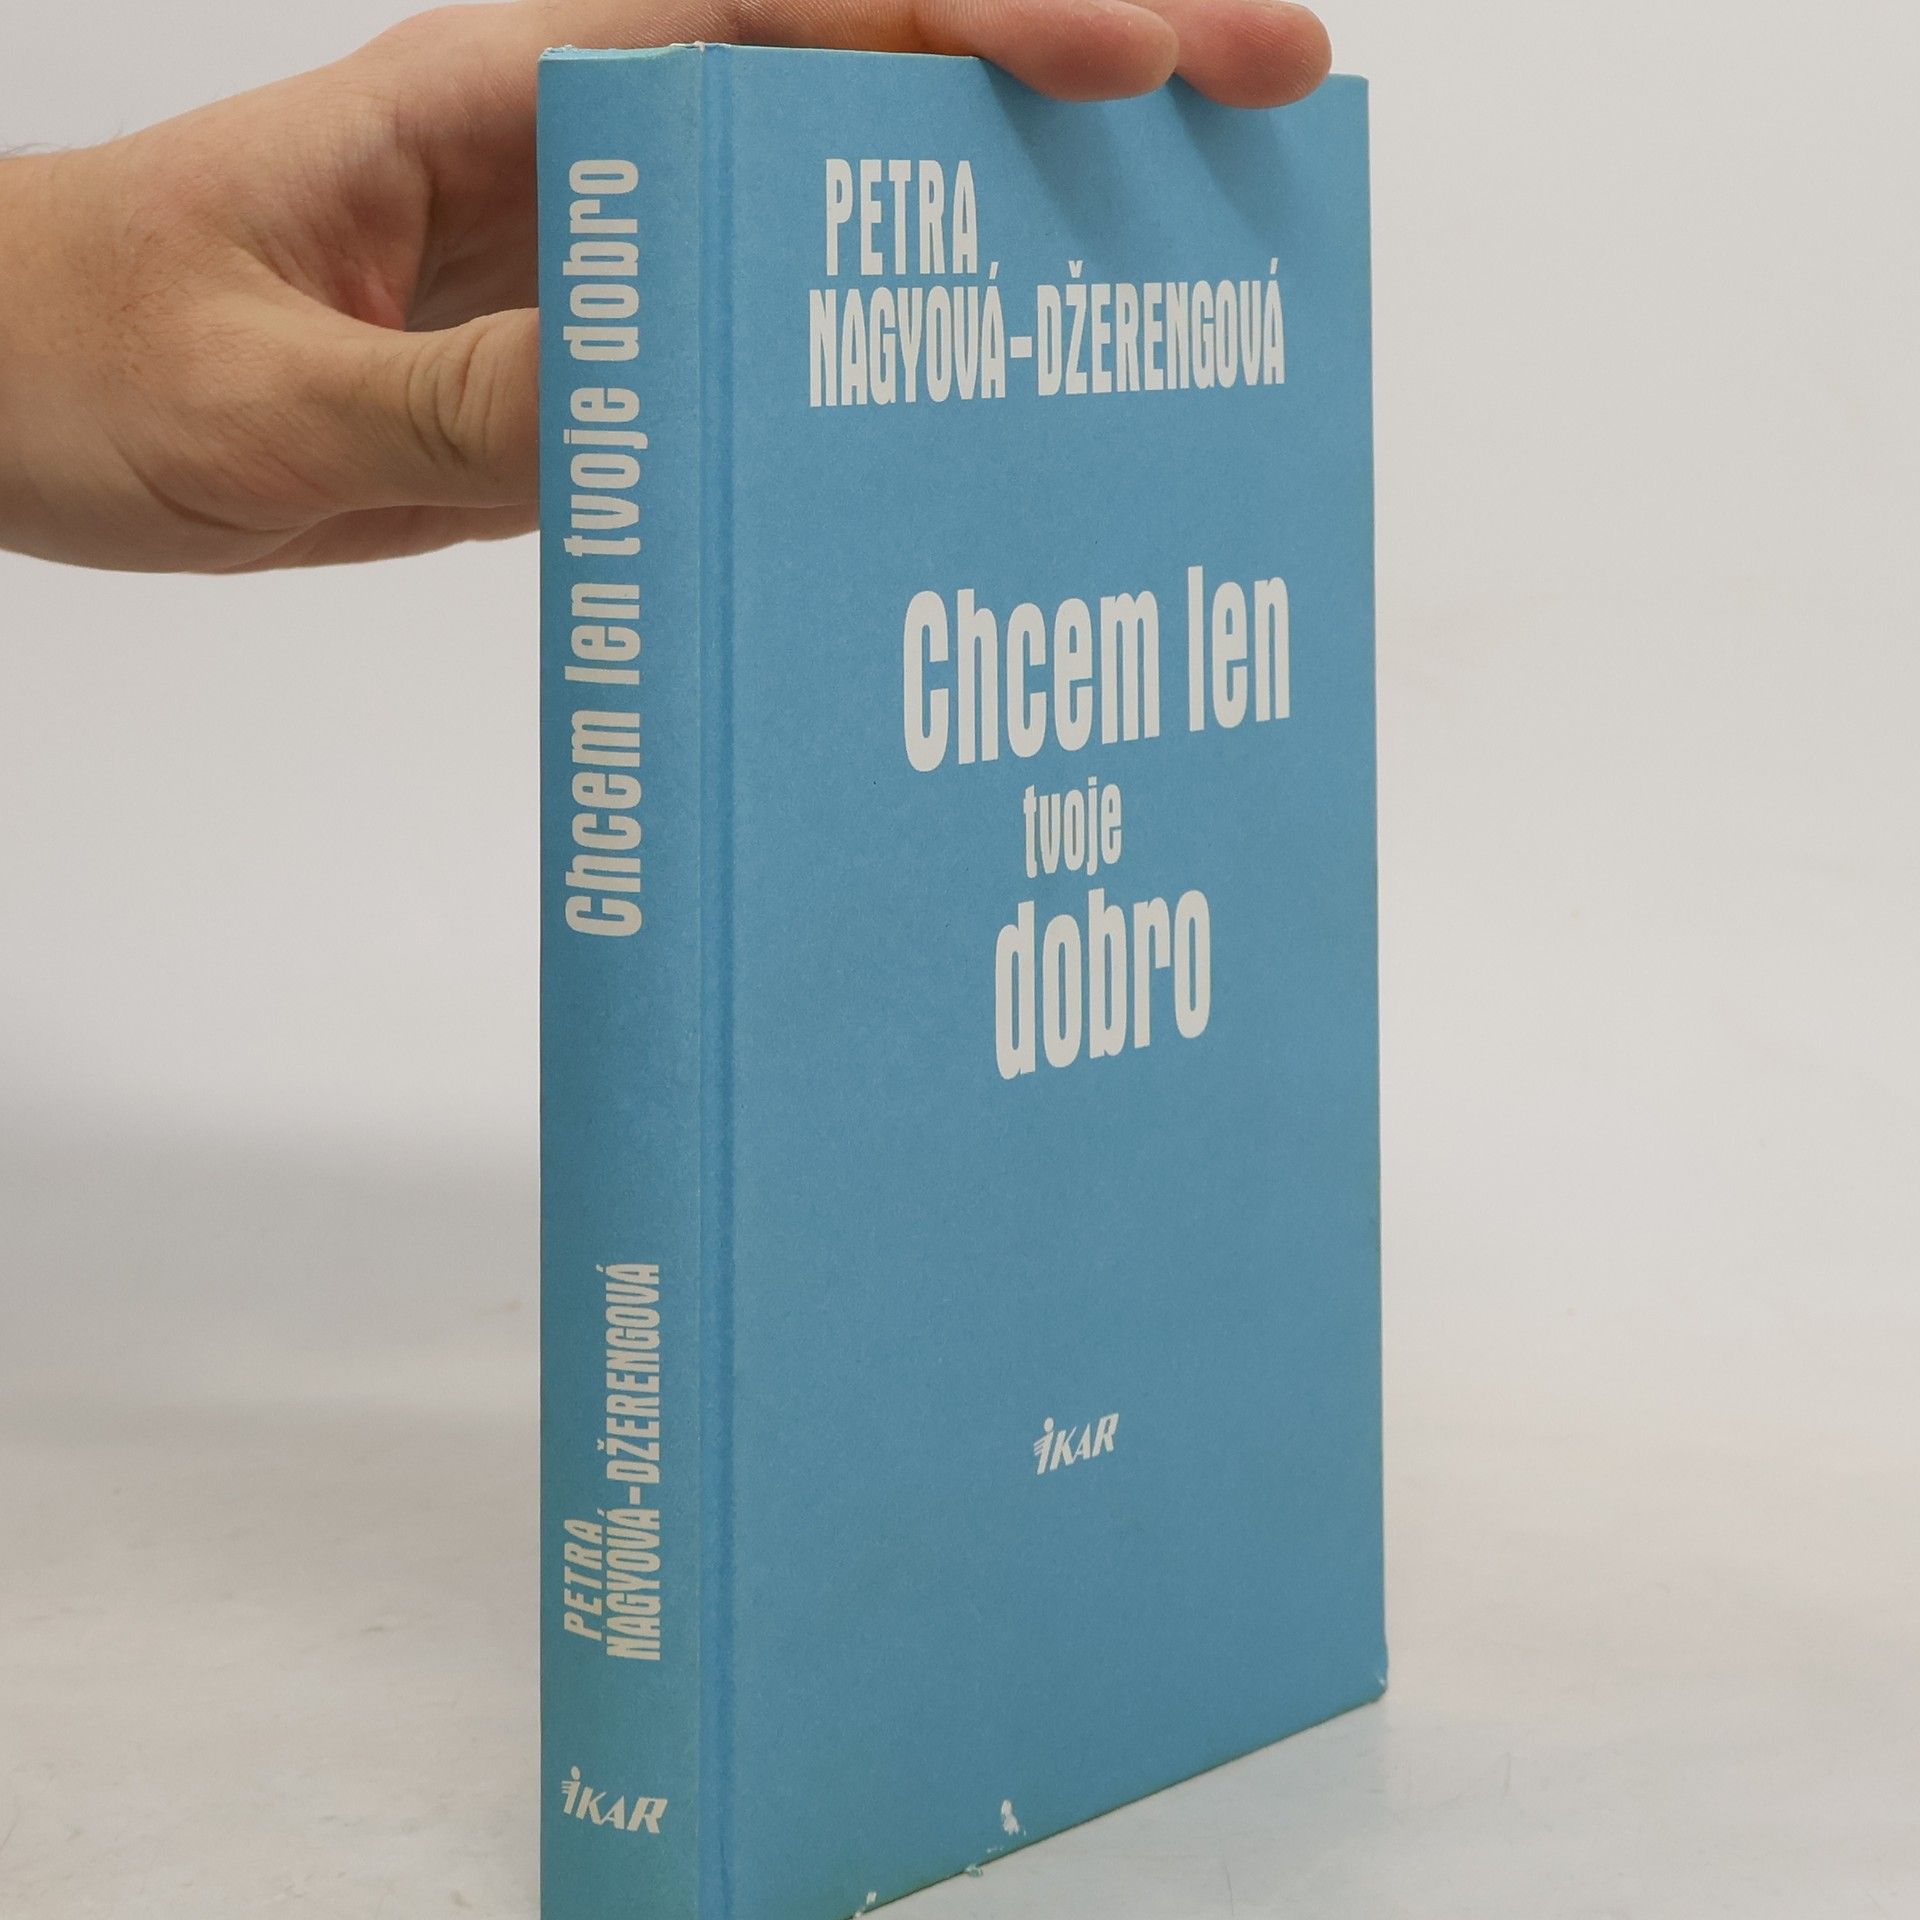 Chcem len tvoje dobro
PETRA
NAGYOVÁ-DŽERENGOVÁ
IKAR
PETRA
NAGYOVÁ-DŽERENGOVÁ
Chcem len
tvoje
dobro
IKAR